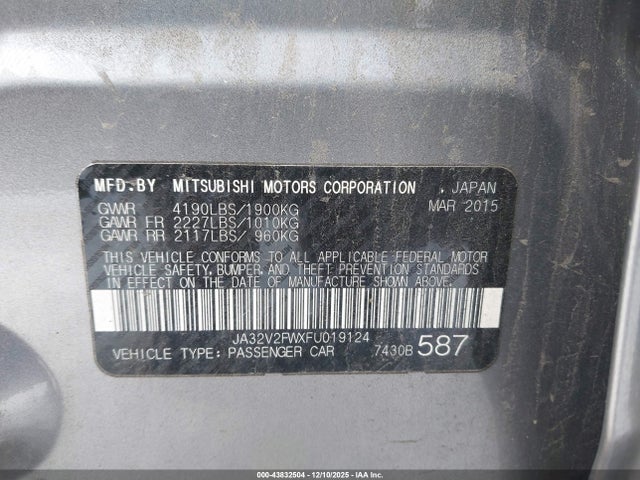 MFD.BY MITSUBISHI MOTORS CORPORATION , JAPAN
GVWR 4190LBS/1900KG MAR 2015
GAWR FR 2227LBS/1010KG
GAWR RR 2117LBS/ 960KG
THIS VEHICLE CONFORMS TO ALL APPLICABLE FEDERAL MOTOR
VEHICLE SAFETY, BUMPER, AND THEFT PREVENTION STANDARDS
IN EFFECT ON THE DATE OF MANUFACTURE SHOWN ABOVE.
JA32V2FWXFU019124
VEHICLE TYPE: PASSENGER CAR 7430B 587
000-43832504 | 12/10/2025 - IAA Inc.